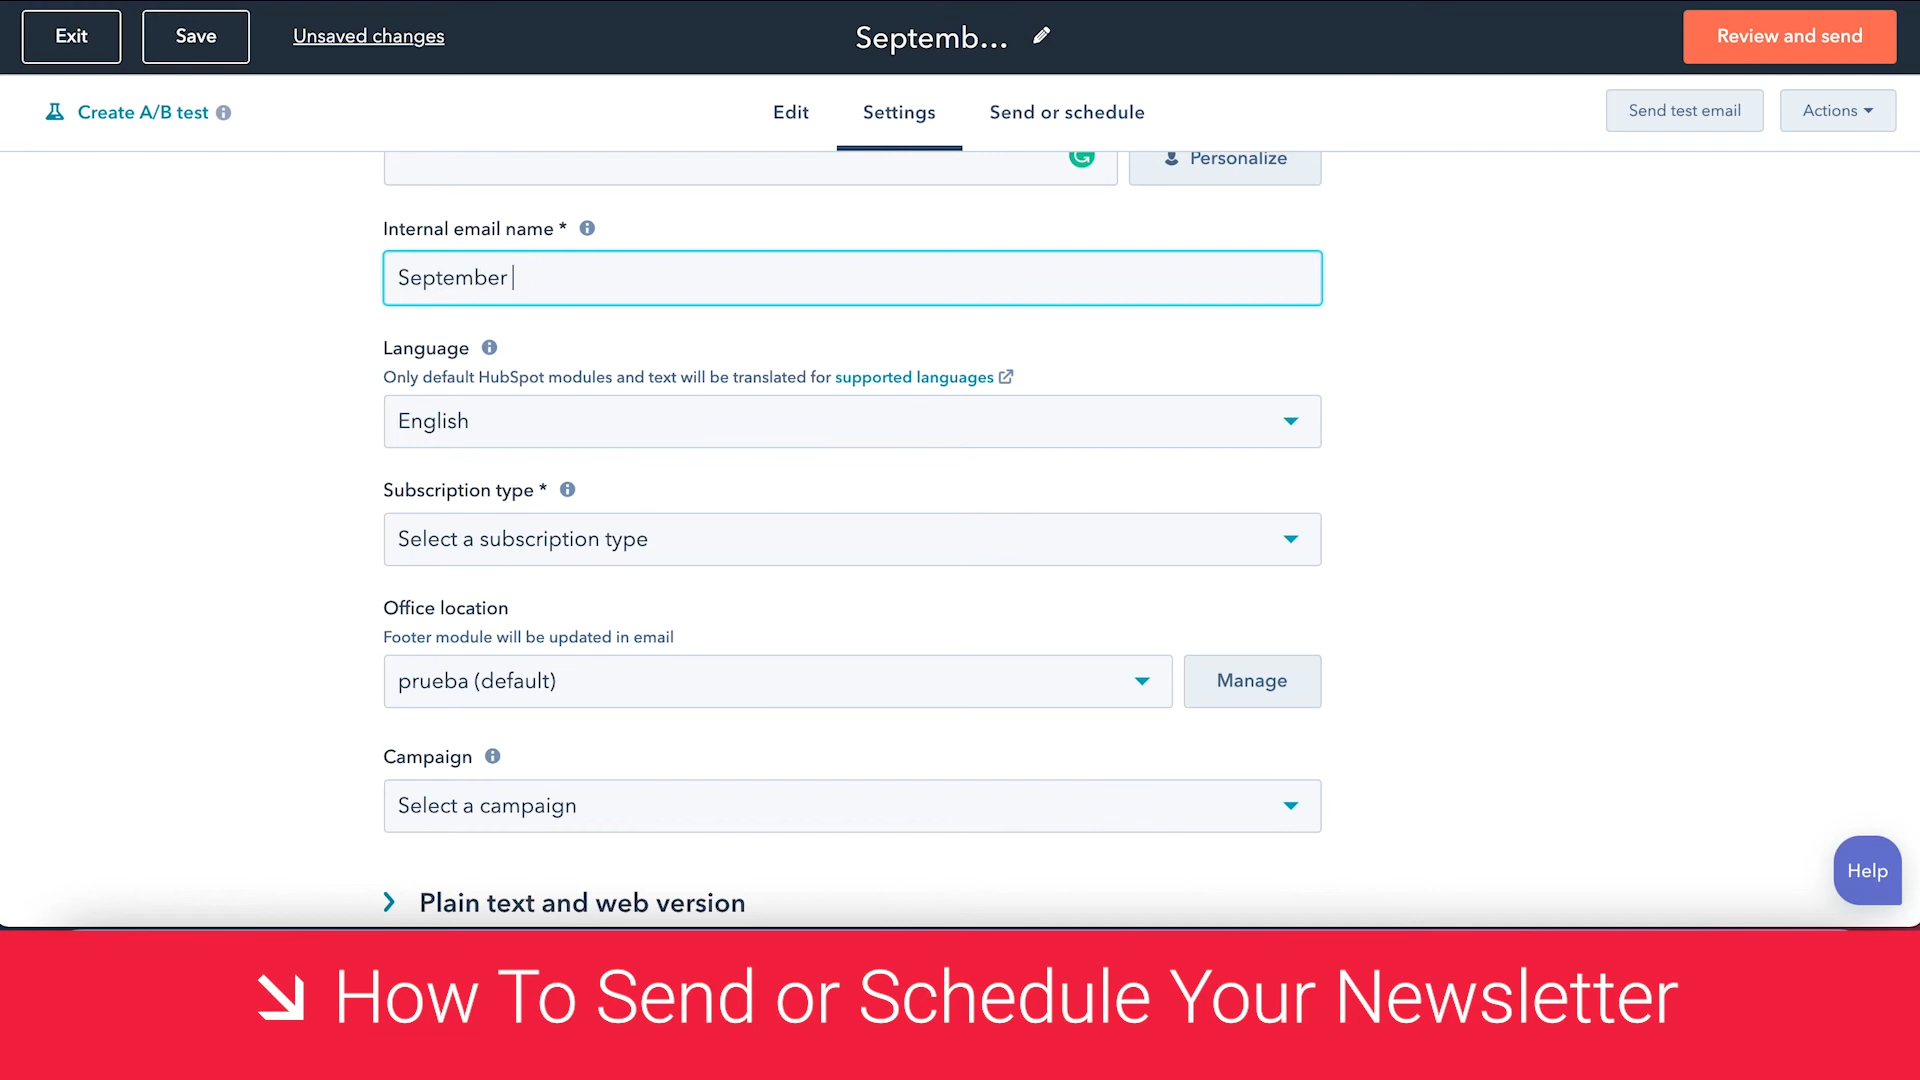 Exit
Save
Unsaved changes
Septemb...
Review and send
Create A/B test
Edit
Settings
Send or schedule
Send test email
Actions
Personalize
Internal email name *
September
Language
Only default HubSpot modules and text will be translated for supported languages
English
Subscription type *
Select a subscription type
Office location
Footer module will be updated in email
prueba (default)
Manage
Campaign
Select a campaign
Help
Plain text and web version
How To Send or Schedule Your Newsletter